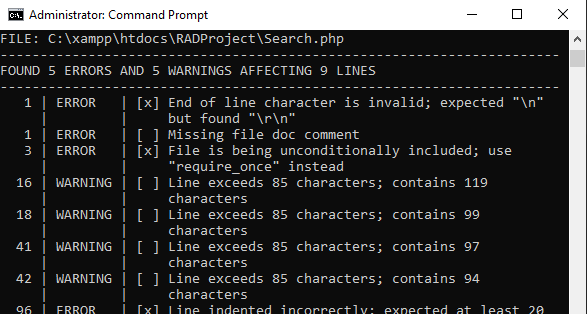 Administrator: Command Prompt
FILE: C:\xampp\htdocs\RADProject\Search.php
----------------------------------------------------------------------
FOUND 5 ERRORS AND 5 WARNINGS AFFECTING 9 LINES
----------------------------------------------------------------------
1 | ERROR | [x] End of line character is invalid; expected "\n"
| | but found "\r\n"
1 | ERROR | [ ] Missing file doc comment
3 | ERROR | [x] File is being unconditionally included; use
| | "require_once" instead
16 | WARNING | [ ] Line exceeds 85 characters; contains 119
| | characters
18 | WARNING | [ ] Line exceeds 85 characters; contains 99
| | characters
41 | WARNING | [ ] Line exceeds 85 characters; contains 97
| | characters
42 | WARNING | [ ] Line exceeds 85 characters; contains 94
| | characters
96 | ERROR | [x] Line indented incorrectly; expected at least 20